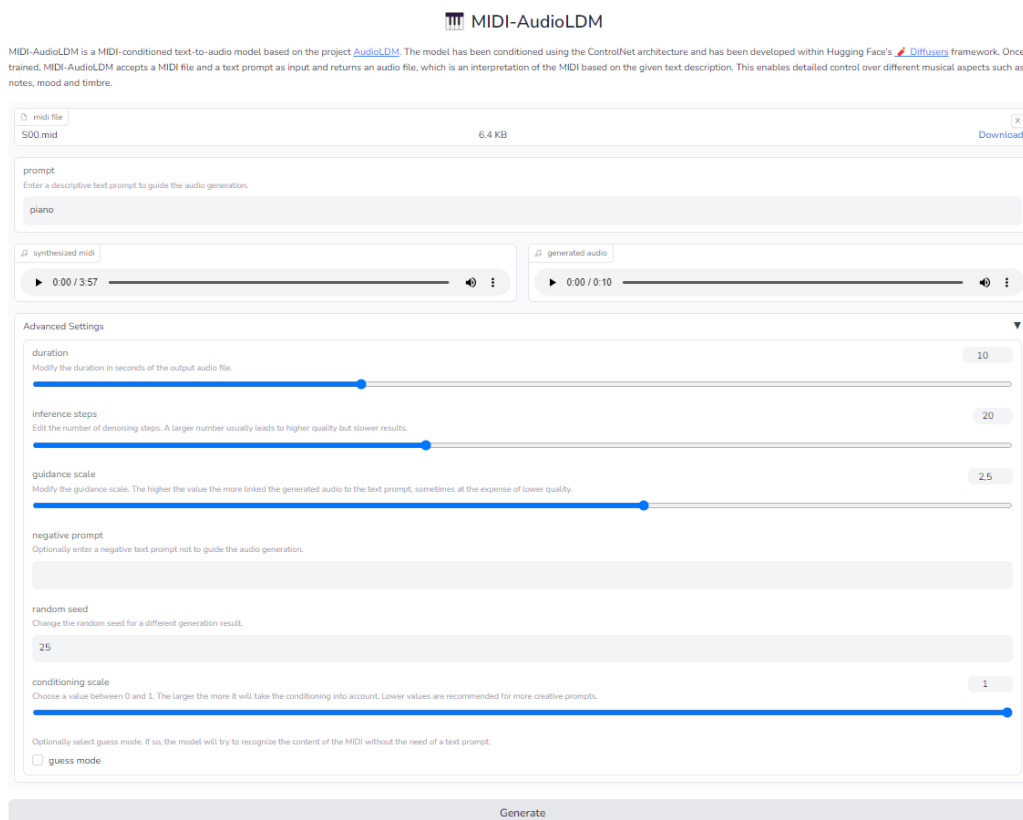 MIDI-AudioLDM
MIDI-AudioLDM is a MIDI-conditioned text-to-audio model based on the project AudioLDM. The model has been conditioned using the ControlNet architecture and has been developed within Hugging Face's 🧨 Diffusers framework. Once
trained, MIDI-AudioLDM accepts a MIDI file and a text prompt as input and returns an audio file, which is an interpretation of the MIDI based on the given text description. This enables detailed control over different musical aspects such as
notes, mood and timbre.
midi file
S00.mid 6.4 KB Download
prompt
Enter a descriptive text prompt to guide the audio generation.
piano
synthesized midi
0:00 / 3:57
generated audio
0:00 / 0:10
Advanced Settings
duration 10
Modify the duration in seconds of the output audio file.
inference steps 20
Edit the number of denoising steps. A larger number usually leads to higher quality but slower results.
guidance scale 2,5
Modify the guidance scale. The higher the value the more linked the generated audio to the text prompt, sometimes at the expense of lower quality.
negative prompt
Optionally enter a negative text prompt not to guide the audio generation.
random seed
Change the random seed for a different generation result.
25
conditioning scale 1
Choose a value between 0 and 1. The larger the more it will take the conditioning into account. Lower values are recommended for more creative prompts.
Optionally select guess mode. If so, the model will try to recognize the content of the MIDI without the need of a text prompt.
guess mode
Generate